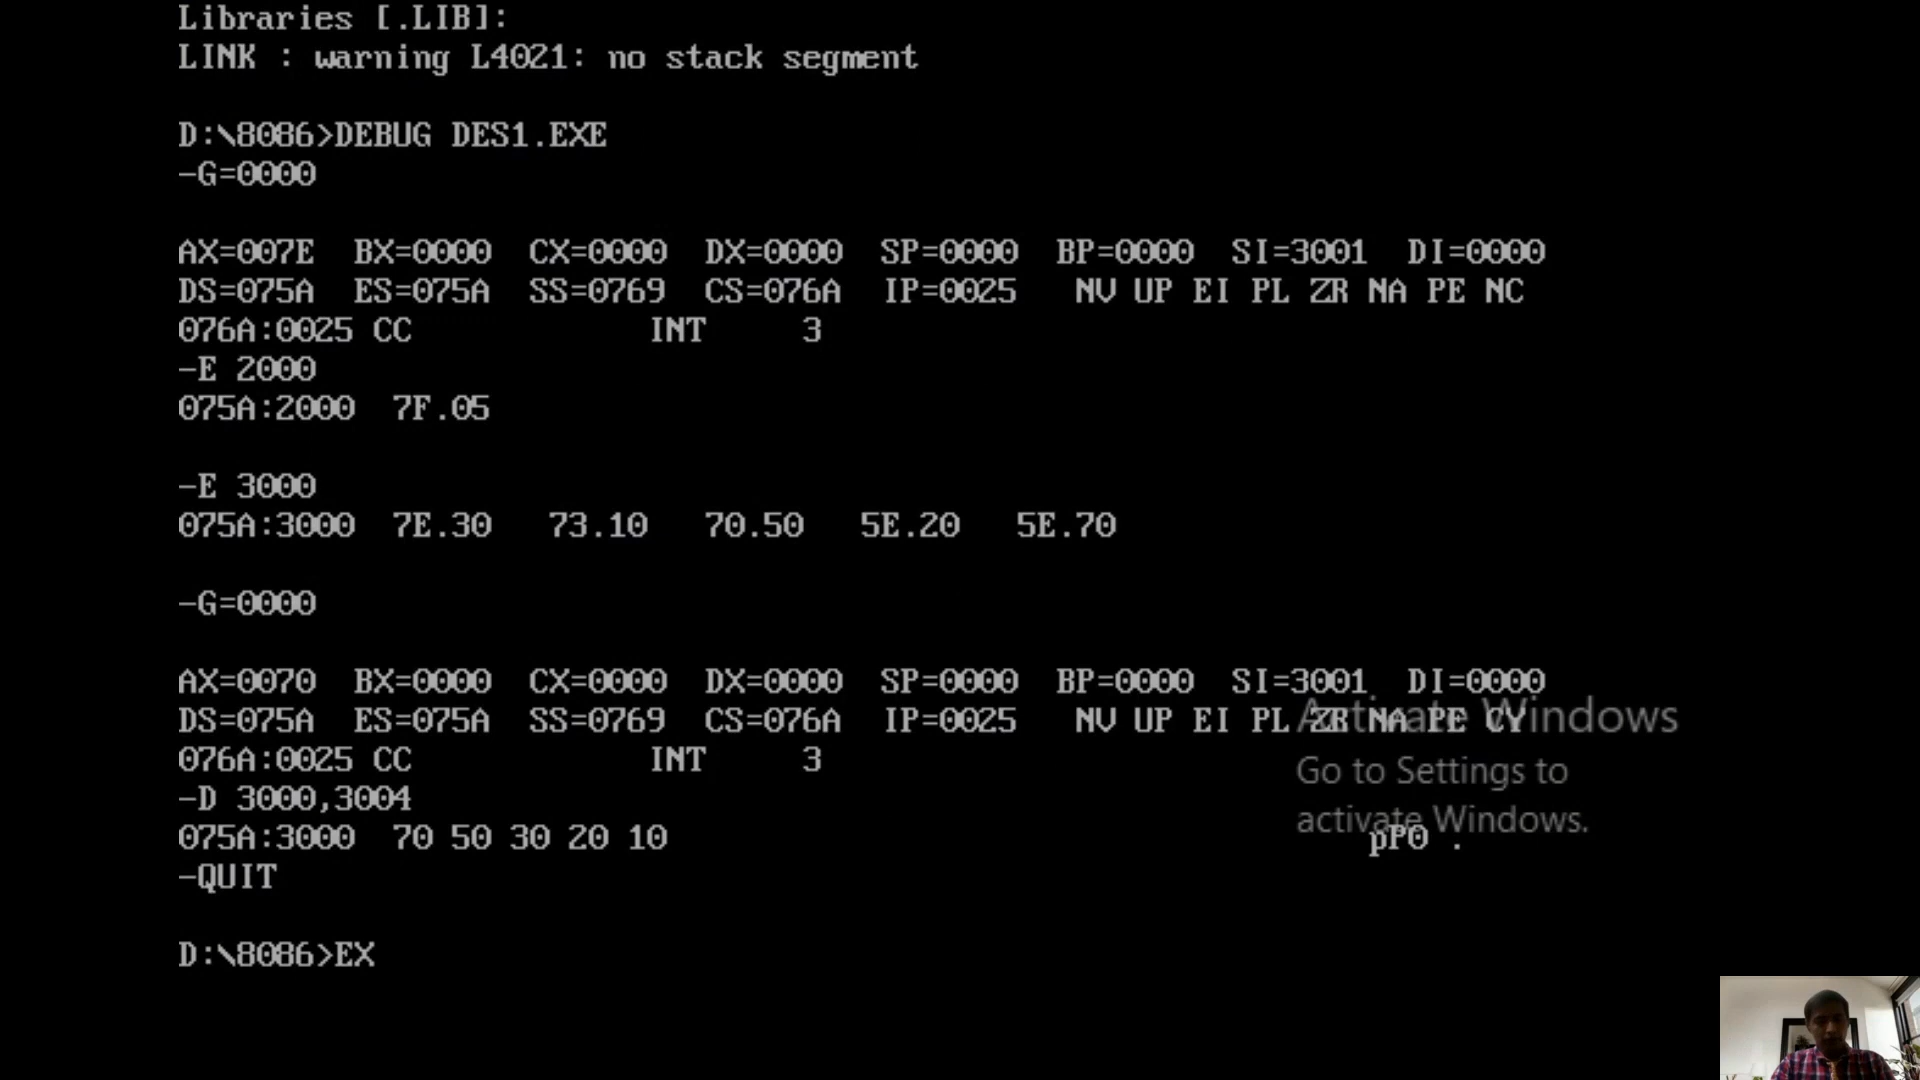 Libraries [.LIB]:
LINK : warning L4021: no stack segment
D:\8086>DEBUG DES1.EXE
-G=0000
AX=007E  BX=0000  CX=0000  DX=0000  SP=0000  BP=0000  SI=3001  DI=0000
DS=075A  ES=075A  SS=0769  CS=076A  IP=0025   NV UP EI PL ZR NA PE NC
076A:0025 CC            INT     3
-E 2000
075A:2000  7F.05
-E 3000
075A:3000  7E.30   73.10   70.50   5E.20   5E.70
-G=0000
AX=0070  BX=0000  CX=0000  DX=0000  SP=0000  BP=0000  SI=3001  DI=0000
DS=075A  ES=075A  SS=0769  CS=076A  IP=0025   NV UP EI PL ZR NA PE CY
076A:0025 CC            INT     3
-D 3000,3004
075A:3000  70 50 30 20 10                                    pP0 .
-QUIT
D:\8086>EX
Activate Windows
Go to Settings to
activate Windows.